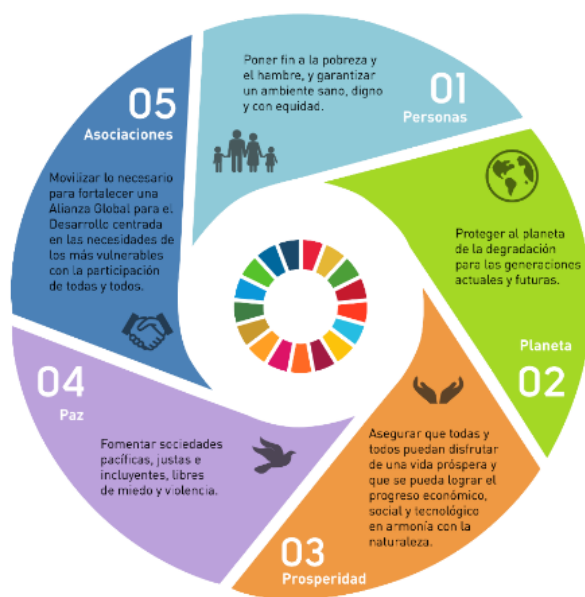 01
Personas
Poner fin a la pobreza y
el hambre, y garantizar
un ambiente sano, digno
y con equidad.
Proteger al planeta
de la degradación
para las generaciones
actuales y futuras.
Planeta
02
Asegurar que todas y
todos puedan disfrutar
de una vida próspera y
que se pueda lograr el
progreso económico,
social y tecnológico
en armonía con la
naturaleza.
03
Prosperidad
04
Paz
Fomentar sociedades
pacíficas, justas e
incluyentes, libres
de miedo y violencia.
05
Asociaciones
Movilizar lo necesario
para fortalecer una
Alianza Global para el
Desarrollo centrada
en las necesidades de
los más vulnerables
con la participación
de todas y todos.